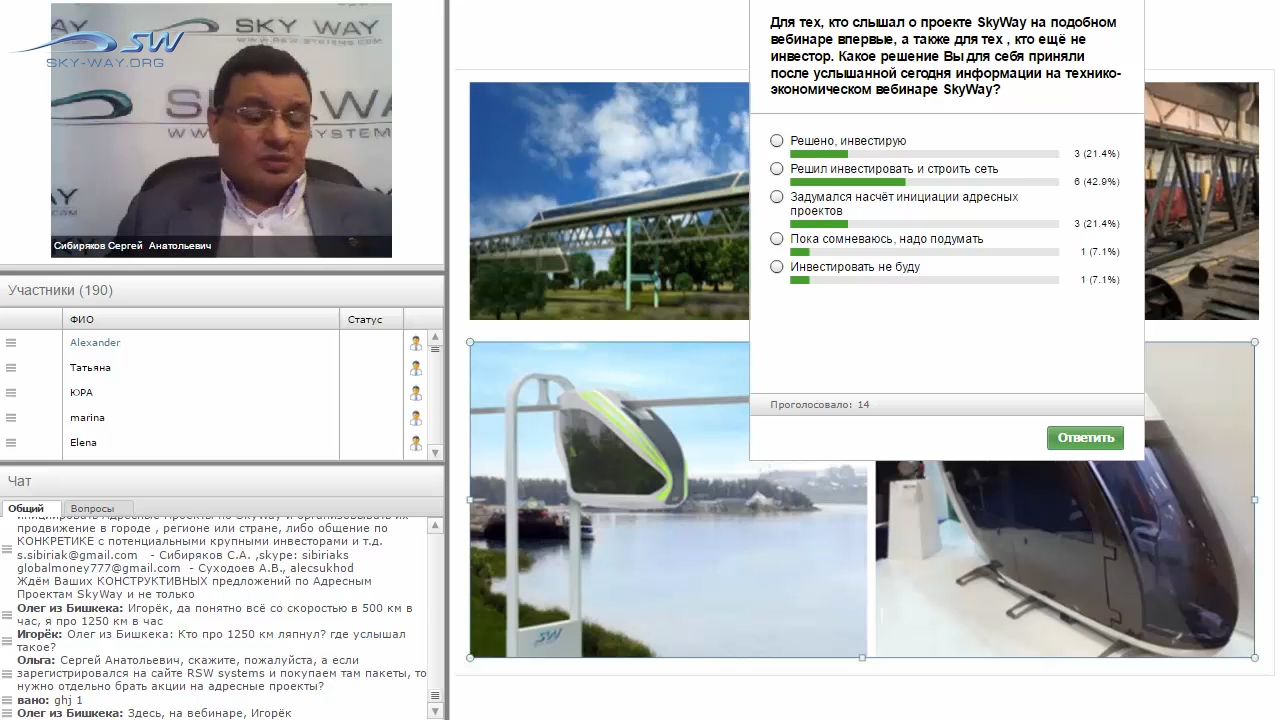 SW
SKY-WAY.ORG
SKY WAY
SKY WAY
Сибиряков Сергей Анатольевич
Участники (190)
ФИО
Статус
Alexander
Татьяна
ЮРА
marina
Elena
Чат
Общий
Вопросы
продвижение в городе , регионе или стране, либо общение по
КОНКРЕТИКЕ с потенциальными крупными инвесторами и т.д.
s.sibiriak@gmail.com - Сибиряков С.А. ,skype: sibiriaks
globalmoney777@gmail.com - Суходоев А.В., alecsukhod
Ждём Ваших КОНСТРУКТИВНЫХ предложений по Адресным
Проектам SkyWay и не только
Олег из Бишкека: Игорёк, да понятно всё со скоростью в 500 км в
час, я про 1250 км в час
Игорёк: Олег из Бишкека: Кто про 1250 км ляпнул? где услышал
такое?
Ольга: Сергей Анатольевич, скажите, пожалуйста, а если
зарегистрировался на сайте RSW systems и покупаем там пакеты, то
нужно отдельно брать акции на адресные проекты?
вано: ghj 1
Олег из Бишкека: Здесь, на вебинаре, Игорёк
Для тех, кто слышал о проекте SkyWay на подобном
вебинаре впервые, а также для тех , кто ещё не
инвестор. Какое решение Вы для себя приняли
после услышанной сегодня информации на технико-
экономическом вебинаре SkyWay?
Решено, инвестирую
3 (21.4%)
Решил инвестировать и строить сеть
6 (42.9%)
Задумался насчёт инициации адресных
проектов
3 (21.4%)
Пока сомневаюсь, надо подумать
1 (7.1%)
Инвестировать не буду
1 (7.1%)
Проголосовало: 14
Ответить
SW